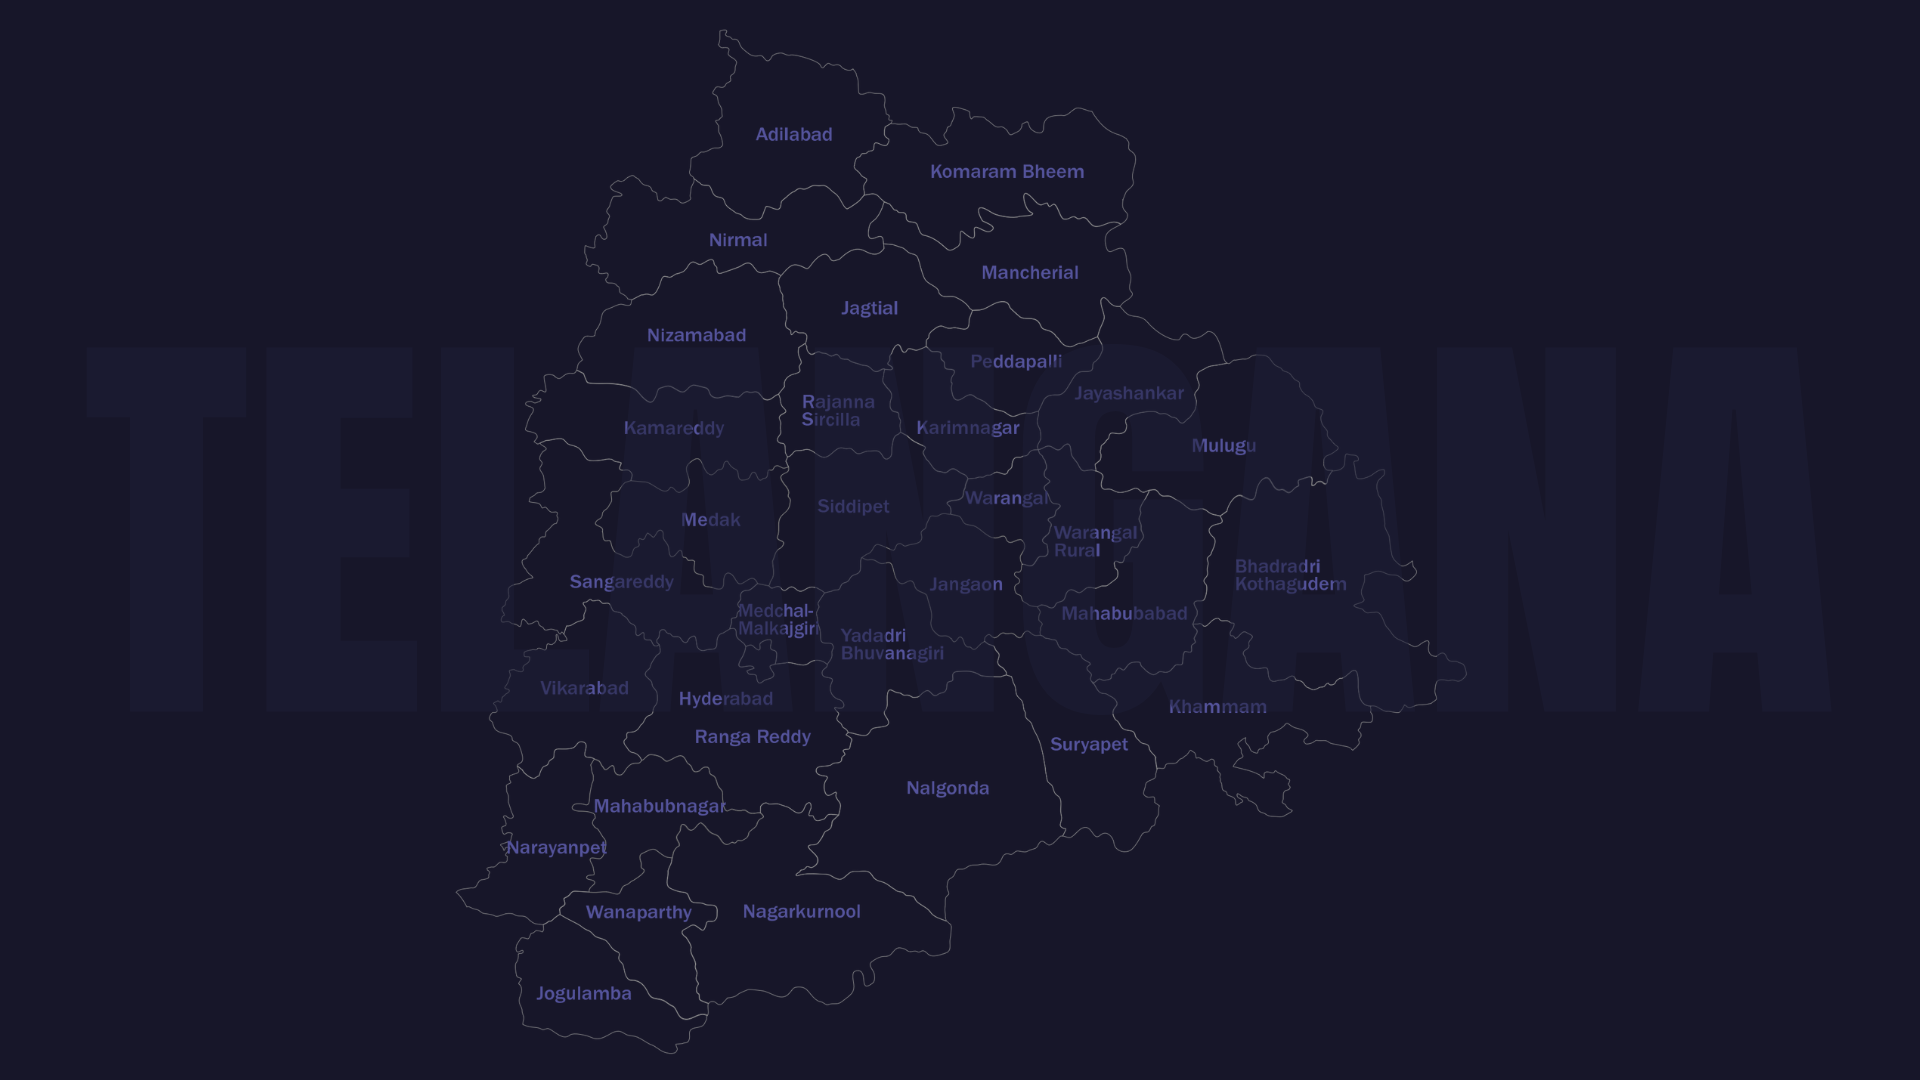 Adilabad
Komaram Bheem
Nirmal
Mancherial
Jagtial
Nizamabad
Peddapalli
Jayashankar
Rajanna
Sircilla
Kamareddy
Karimnagar
Mulugu
Warangal
Siddipet
Medak
Warangal
Rural
TELANGANA
Bhadradri
Kothagudem
Sangareddy
Jangaon
Medchal-
Malkajgiri
Mahabubabad
Yadadri
Bhuvanagiri
Vikarabad
Hyderabad
Khammam
Ranga Reddy
Suryapet
Nalgonda
Mahabubnagar
Narayanpet
Wanaparthy
Nagarkurnool
Jogulamba